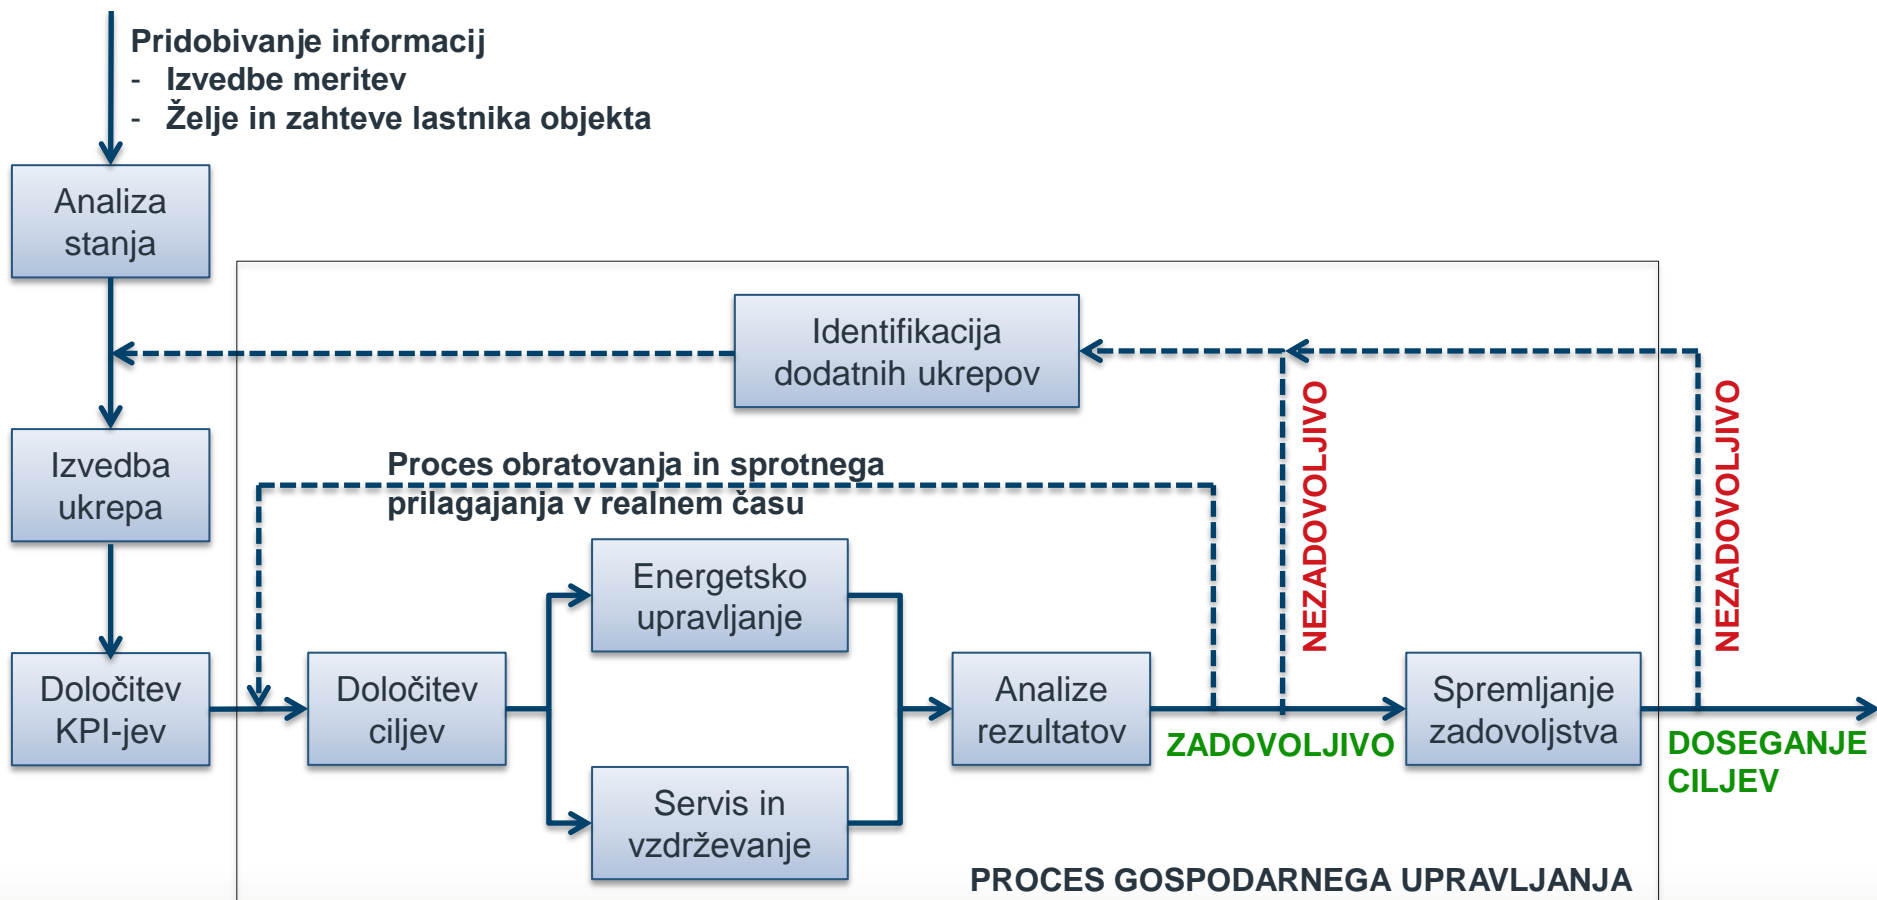 Pridobivanje informacij
- Izvedbe meritev
- Želje in zahteve lastnika objekta
Analiza
stanja
Identifikacija
dodatnih ukrepov
NEZADOVOLJIVO
NEZADOVOLJIVO
Izvedba
ukrepa
Proces obratovanja in sprotnega
prilagajanja v realnem času
Energetsko
upravljanje
Določitev
KPI-jev
Določitev
ciljev
Analize
rezultatov
Spremljanje
zadovoljstva
ZADOVOLJIVO
DOSEGANJE
CILJEV
Servis in
vzdrževanje
PROCES GOSPODARNEGA UPRAVLJANJA